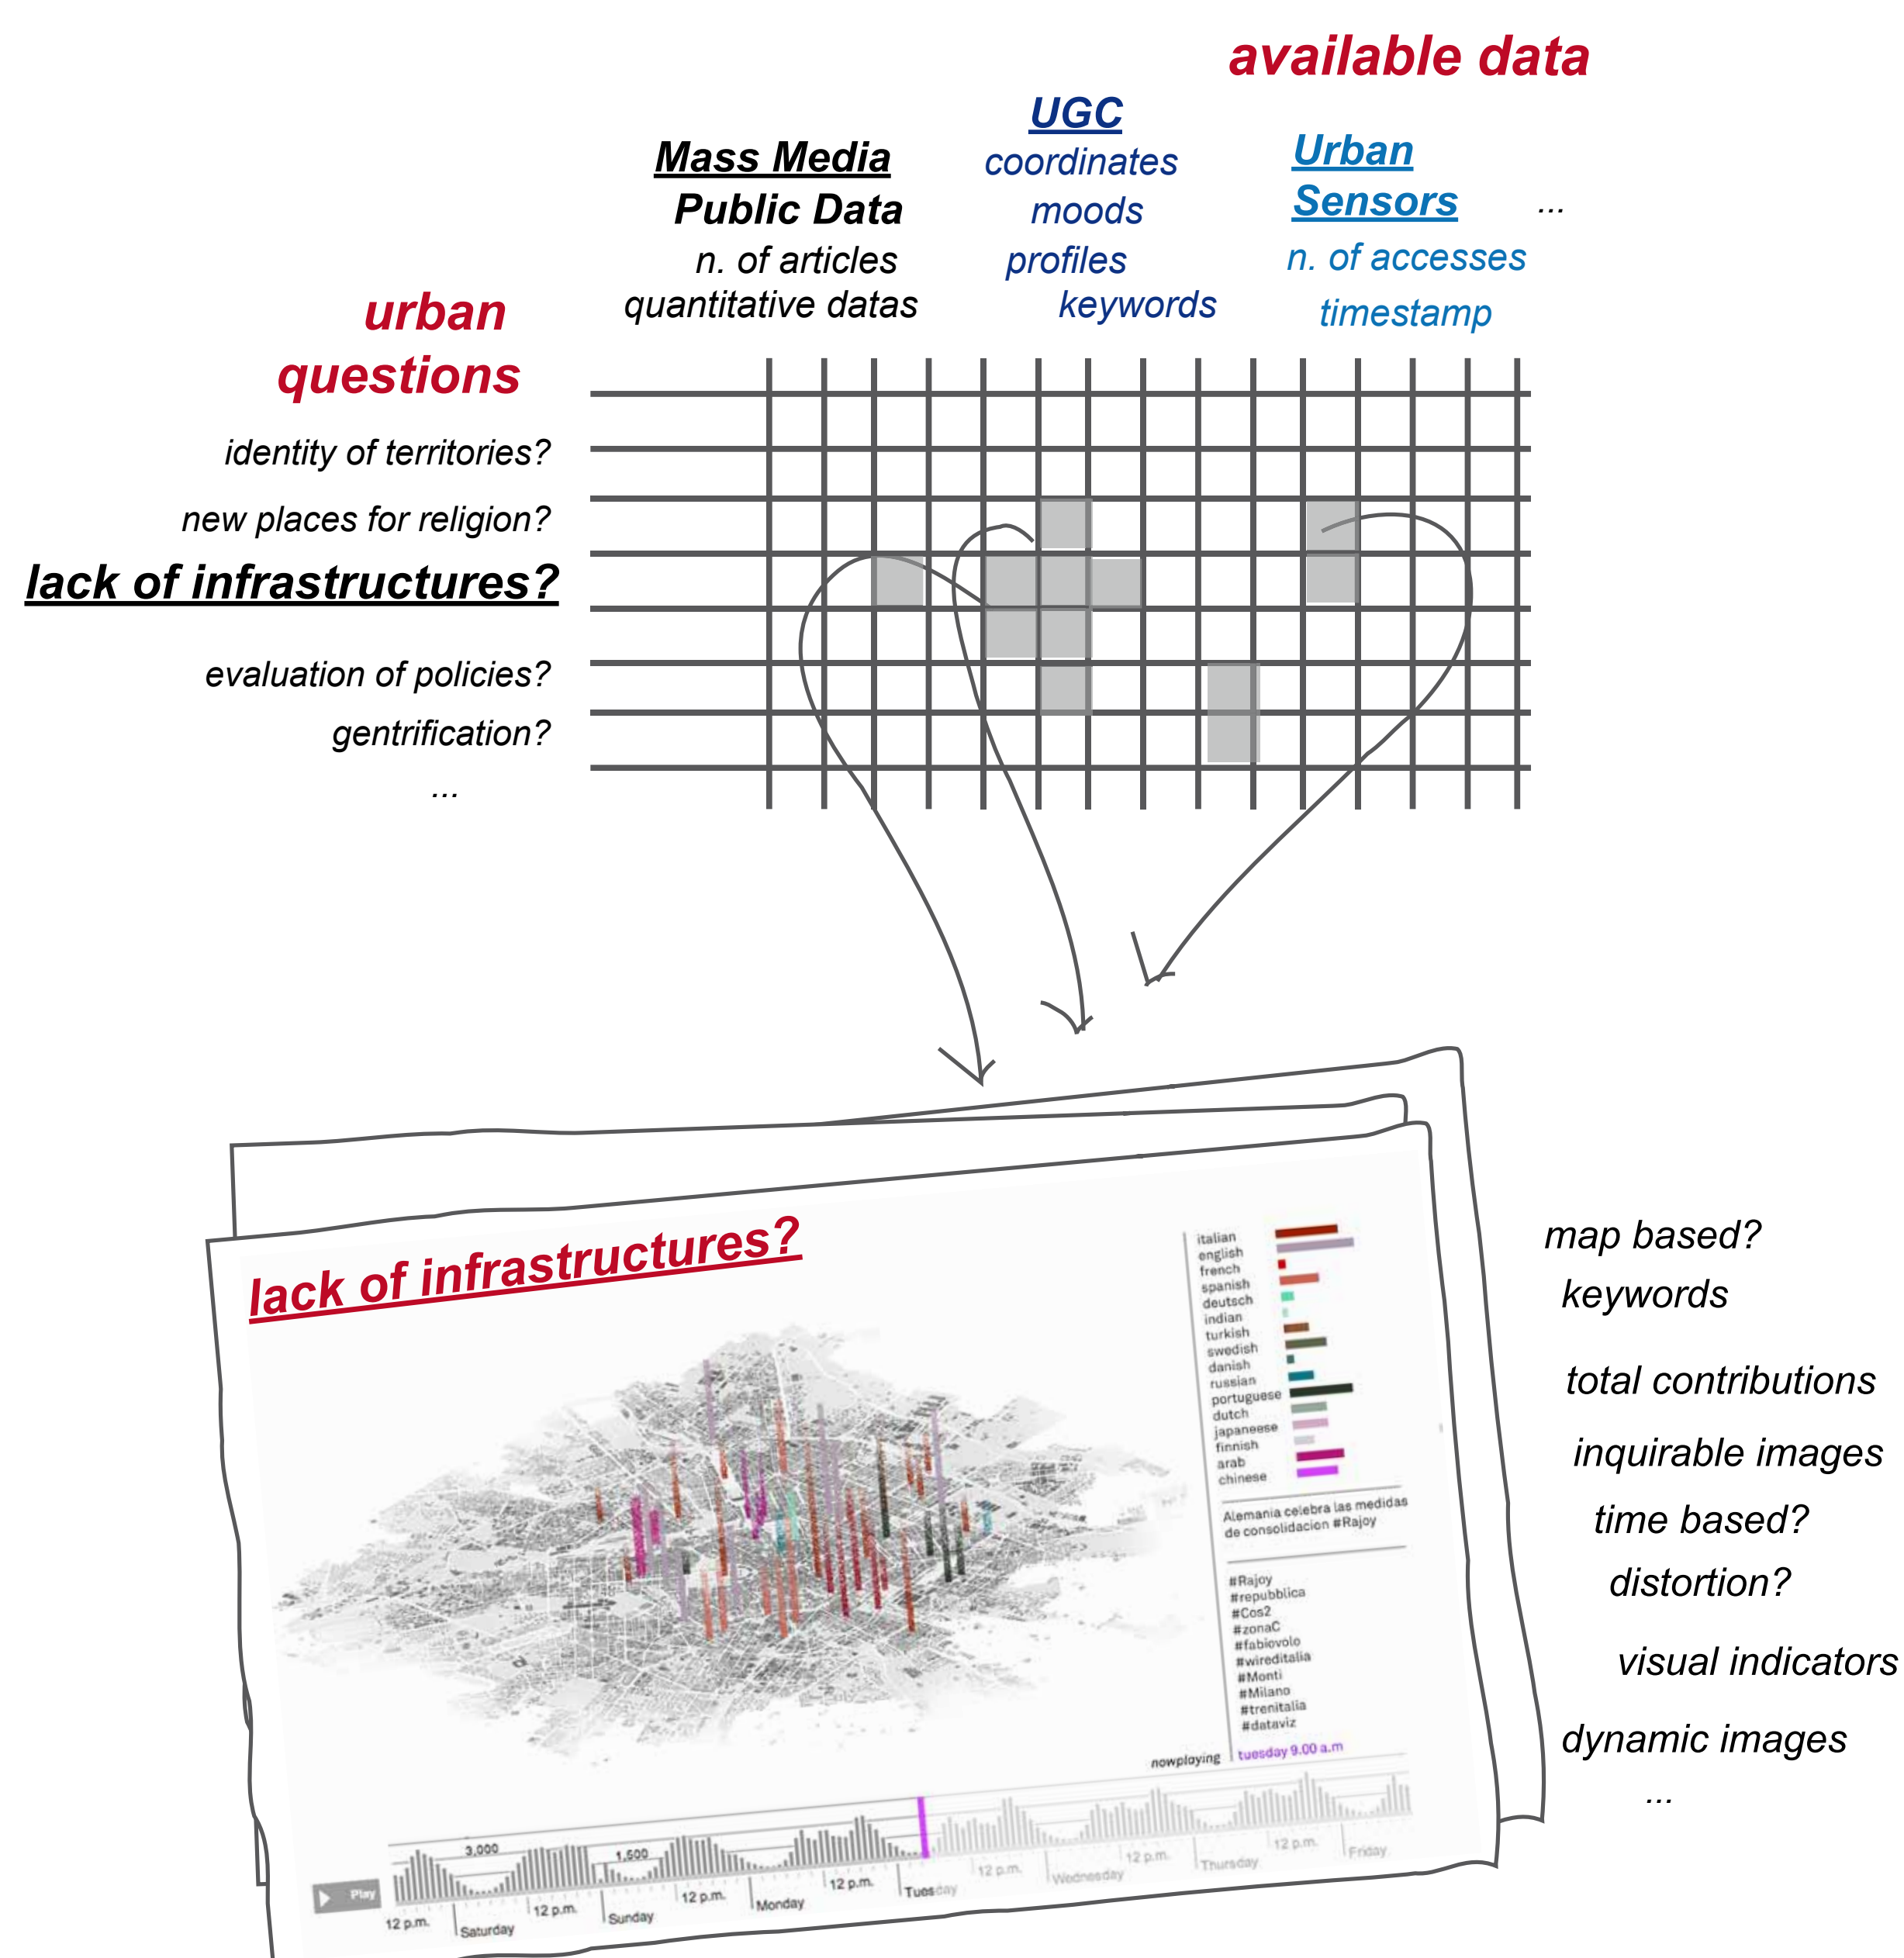 available data
UGC
Mass Media
coordinates
Urban
Sensors
Public Data
moods
...
n. of articles
profiles
n. of accesses
quantitative datas
keywords
timestamp
urban
questions
identity of territories?
new places for religion?
lack of infrastructures?
evaluation of policies?
gentrification?
...
lack of infrastructures?
italian
english
french
spanish
deutsch
indian
turkish
swedish
danish
russian
portuguese
dutch
japaneese
finnish
arab
chinese
Alemania celebra las medidas
de consolidacion #Rajoy
#Rajoy
#repubblica
#Cos2
#zonaC
#fabiovolo
#wireditalia
#Monti
#Milano
#trenitalia
#dataviz
nowplaying
tuesday 9.00 a.m
map based?
keywords
total contributions
inquirable images
time based?
distortion?
visual indicators
dynamic images
...
3,000
1,500
Play
12 p.m.
Saturday
12 p.m.
Sunday
12 p.m.
Monday
12 p.m.
Tuesday
12 p.m.
Wednesday
12 p.m.
Thursday
12 p.m.
Friday